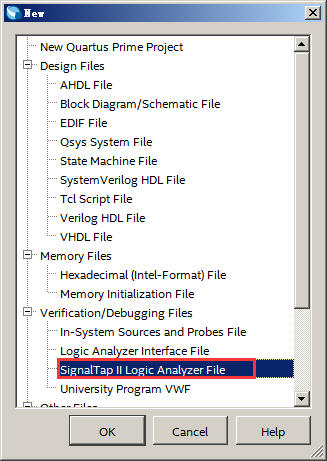 New
New Quartus Prime Project
Design Files
AHDL File
Block Diagram/Schematic File
EDIF File
Qsys System File
State Machine File
SystemVerilog HDL File
Tcl Script File
Verilog HDL File
VHDL File
Memory Files
Hexadecimal (Intel-Format) File
Memory Initialization File
Verification/Debugging Files
In-System Sources and Probes File
Logic Analyzer Interface File
SignalTap II Logic Analyzer File
University Program VWF
Other Files
OK Cancel Help